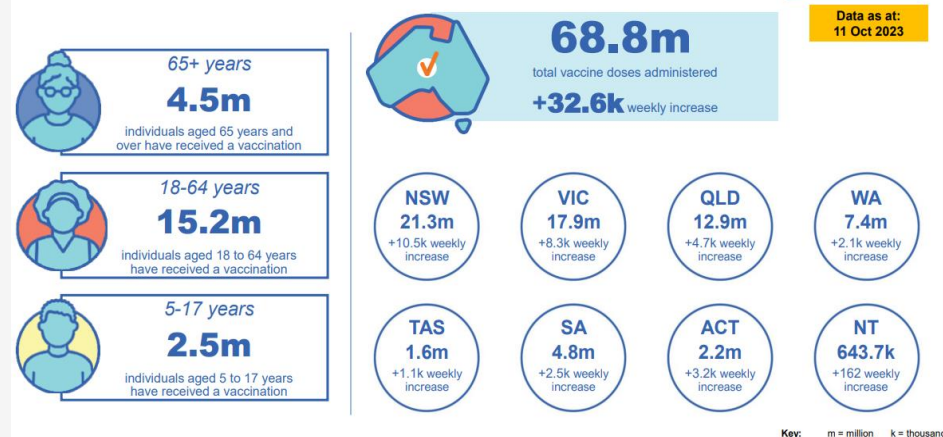 Data as at:
11 Oct 2023
68.8m
total vaccine doses administered
+32.6k weekly increase
65+ years
4.5m
individuals aged 65 years and
over have received a vaccination
18-64 years
15.2m
individuals aged 18 to 64 years
have received a vaccination
5-17 years
2.5m
individuals aged 5 to 17 years
have received a vaccination
NSW
21.3m
+10.5k weekly
increase
VIC
17.9m
+8.3k weekly
increase
QLD
12.9m
+4.7k weekly
increase
WA
7.4m
+2.1k weekly
increase
TAS
1.6m
+1.1k weekly
increase
SA
4.8m
+2.5k weekly
increase
ACT
2.2m
+3.2k weekly
increase
NT
643.7k
+162 weekly
increase
Key: m = million k = thousand